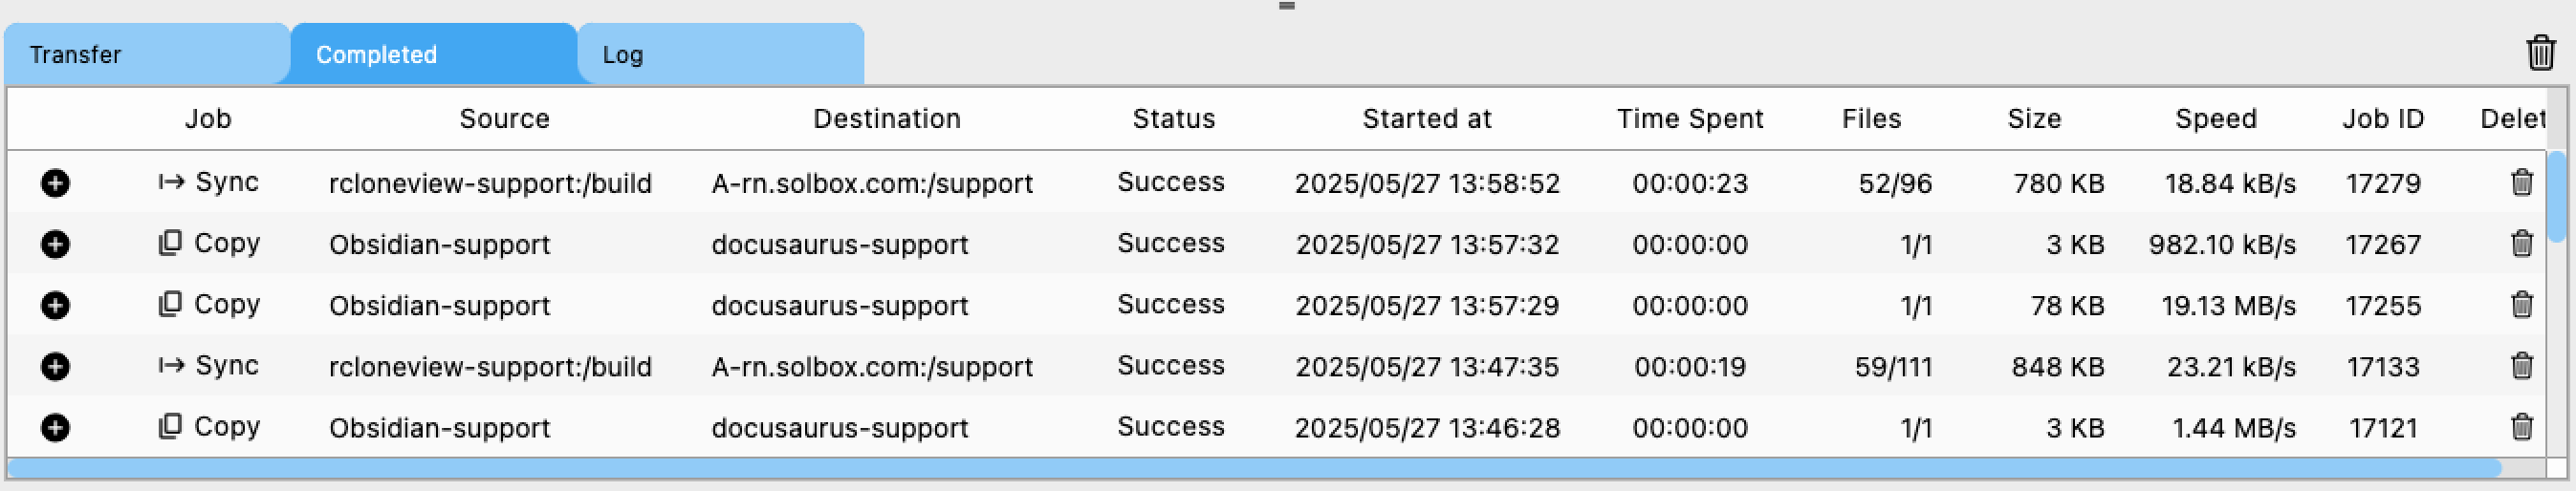 Transfer Completed Log
Job Source Destination Status Started at Time Spent Files Size Speed Job ID Delet
Sync rcloneview-support:/build A-rn.solbox.com:/support Success 2025/05/27 13:58:52 00:00:23 52/96 780 KB 18.84 kB/s 17279
Copy Obsidian-support docusaurus-support Success 2025/05/27 13:57:32 00:00:00 1/1 3 KB 982.10 kB/s 17267
Copy Obsidian-support docusaurus-support Success 2025/05/27 13:57:29 00:00:00 1/1 78 KB 19.13 MB/s 17255
Sync rcloneview-support:/build A-rn.solbox.com:/support Success 2025/05/27 13:47:35 00:00:19 59/111 848 KB 23.21 kB/s 17133
Copy Obsidian-support docusaurus-support Success 2025/05/27 13:46:28 00:00:00 1/1 3 KB 1.44 MB/s 17121